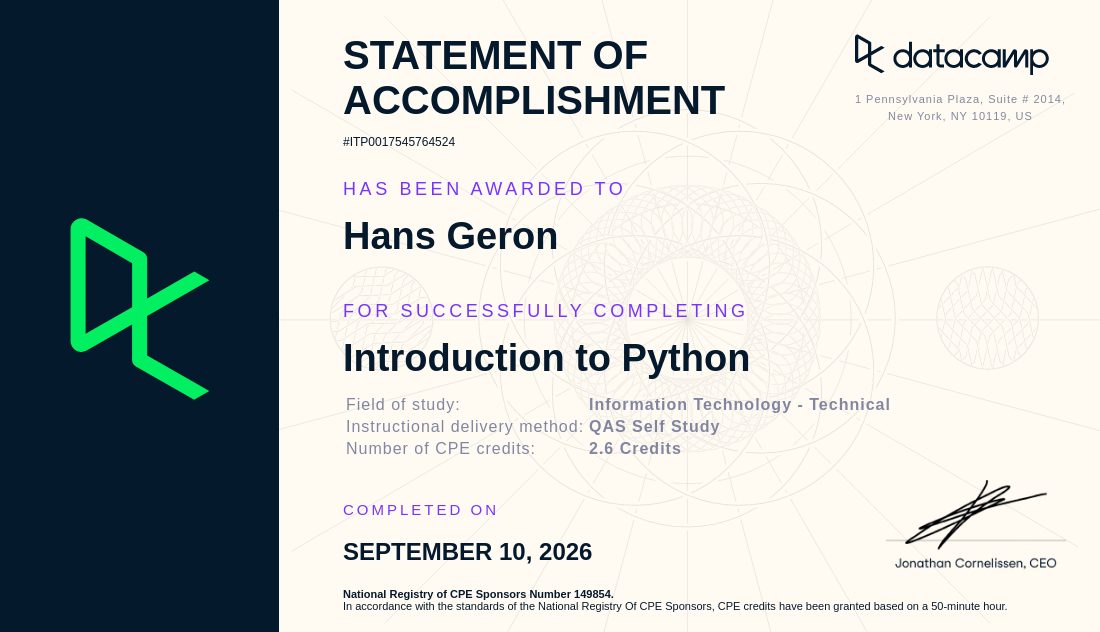 STATEMENT OF
ACCOMPLISHMENT
#ITP0017545764524
datacamp
1 Pennsylvania Plaza, Suite # 2014,
New York, NY 10119, US
HAS BEEN AWARDED TO
Hans Geron
FOR SUCCESSFULLY COMPLETING
Introduction to Python
Field of study: Information Technology - Technical
Instructional delivery method: QAS Self Study
Number of CPE credits: 2.6 Credits
COMPLETED ON
SEPTEMBER 10, 2026
Jonathan Cornelissen, CEO
National Registry of CPE Sponsors Number 149854.
In accordance with the standards of the National Registry Of CPE Sponsors, CPE credits have been granted based on a 50-minute hour.